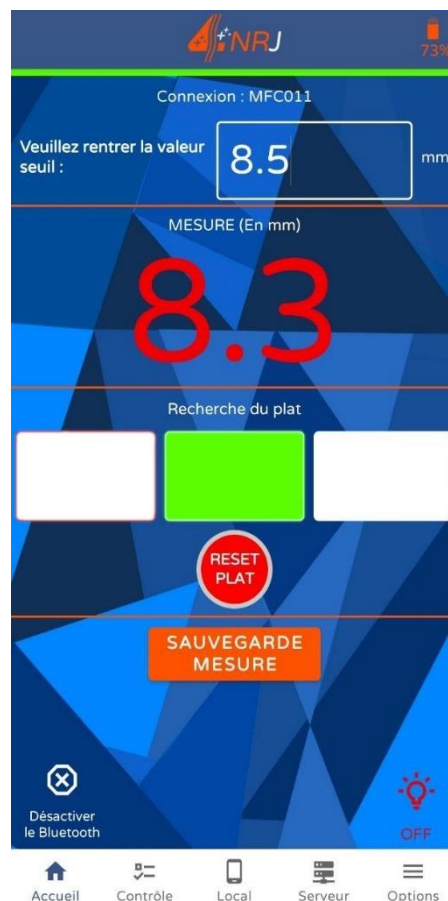 4NRJ
73%
Connexion : MFC011
Veuillez rentrer la valeur
seuil :
8.5
mm
MESURE (En mm)
8.3
Recherche du plat
RESET
PLAT
SAUVEGARDE
MESURE
Désactiver
le Bluetooth
OFF
Accueil Contrôle Local Serveur Options